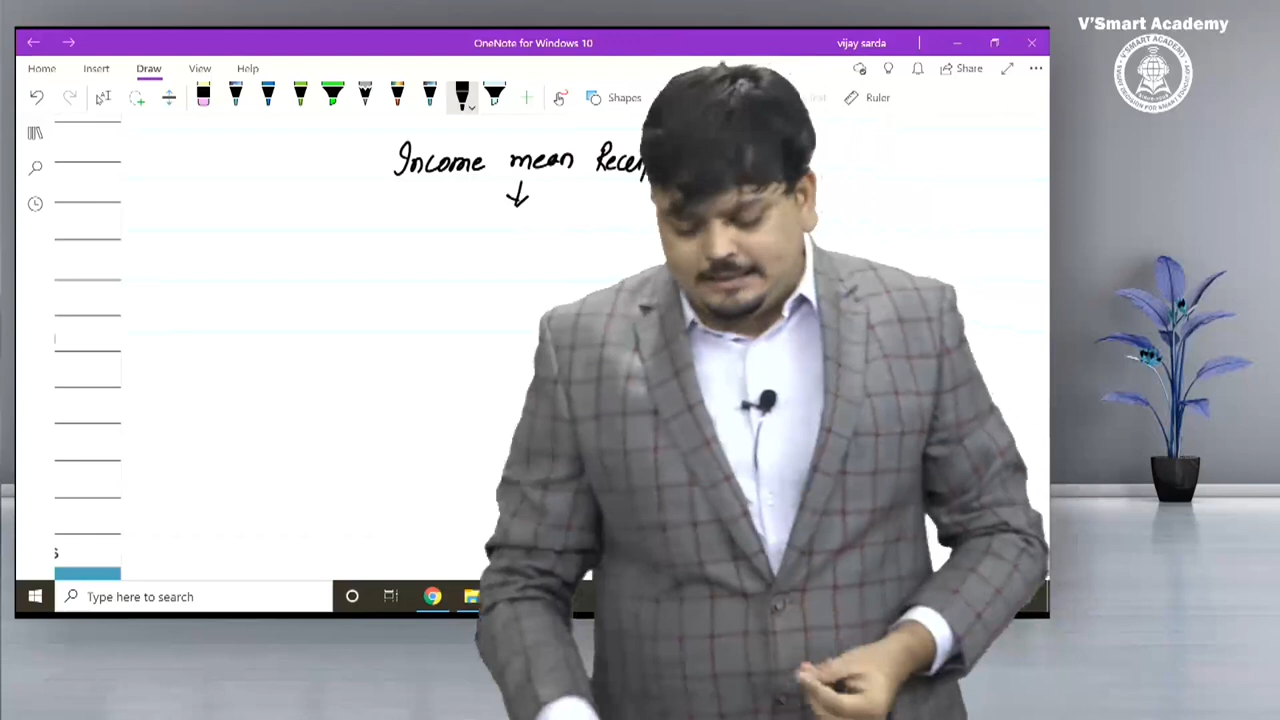 V'Smart Academy
OneNote for Windows 10
vijay sarda
Home Insert Draw View Help
Share
Shapes
Ruler
Income mean
Type here to search